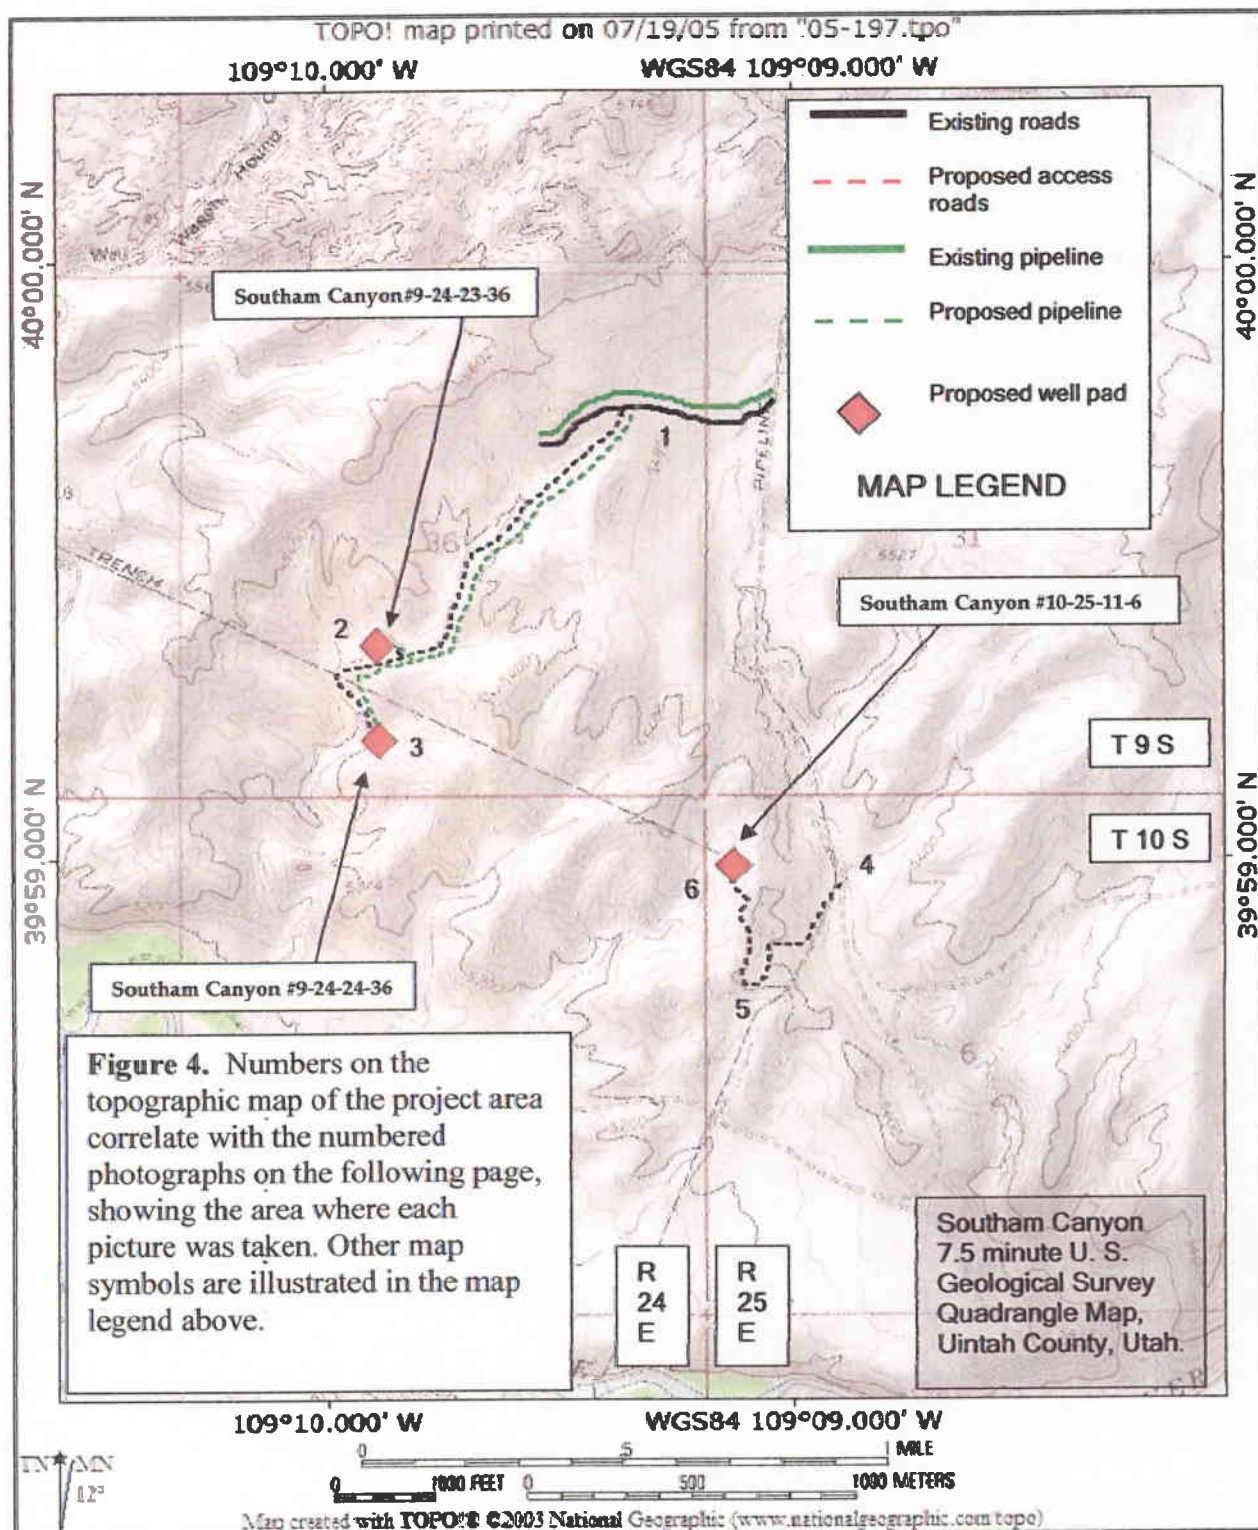 TOPO! map printed on 07/19/05 from "05-197.tpo"
109°10.000' W
WGS84 109°09.000' W
40°00.000' N
40°00.000' N
Existing roads
Proposed access
roads
Existing pipeline
Proposed pipeline
Proposed well pad
MAP LEGEND
Wagon
Hound
Southam Canyon#9-24-23-36
1
PIPELINE
36
31
5527
TRENCH
Southam Canyon #10-25-11-6
2
3
T 9 S
T 10 S
39°59.000' N
39°59.000' N
4
6
5
6
Southam Canyon #9-24-24-36
Figure 4. Numbers on the
topographic map of the project area
correlate with the numbered
photographs on the following page,
showing the area where each
picture was taken. Other map
symbols are illustrated in the map
legend above.
R
24
E
R
25
E
Southam Canyon
7.5 minute U. S.
Geological Survey
Quadrangle Map,
Uintah County, Utah.
109°10.000' W
WGS84 109°09.000' W
TN MN
12°
0 .5 1 MILE
0 1000 FEET 0 500 1000 METERS
Map created with TOPO!® ©2003 National Geographic (www.nationalgeographic.com/topo)